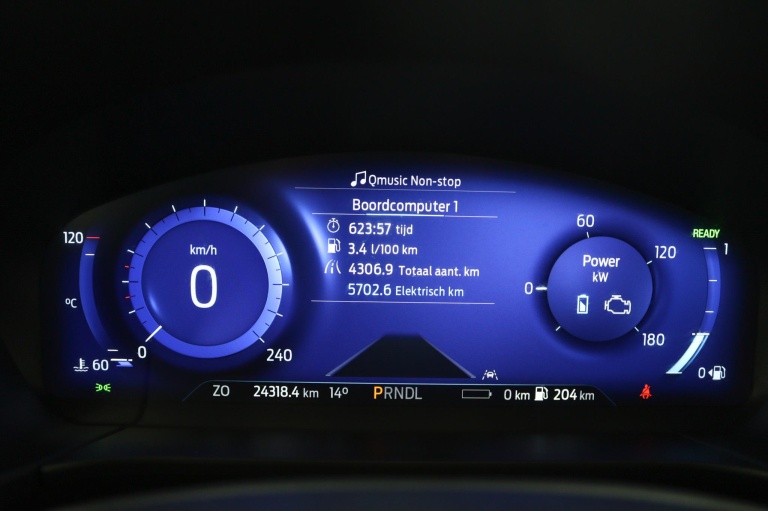 Qmusic Non-stop
Boordcomputer 1
623:57 tijd
3.4 l/100 km
4306.9 Totaal aant. km
5702.6 Elektrisch km
120
ºC
60
km/h
0
0
240
60
Power
kW
0
120
180
READY
1
0
ZO 24318.4 km 14º PRNDL 0 km 204 km